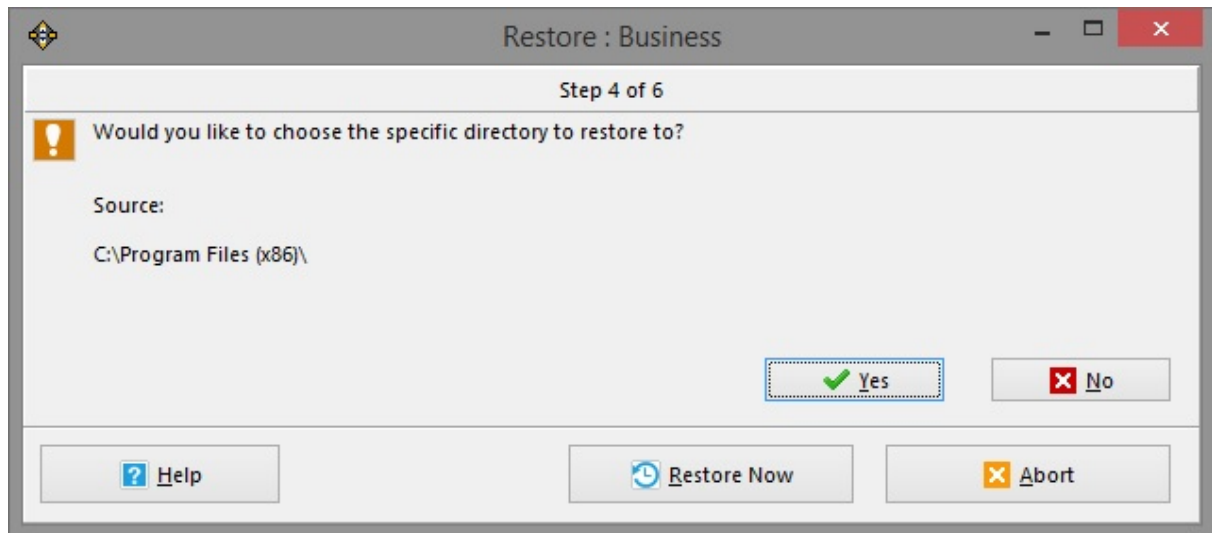 Restore : Business
Step 4 of 6
Would you like to choose the specific directory to restore to?
Source:
C:\Program Files (x86)\
Yes
No
Help
Restore Now
Abort